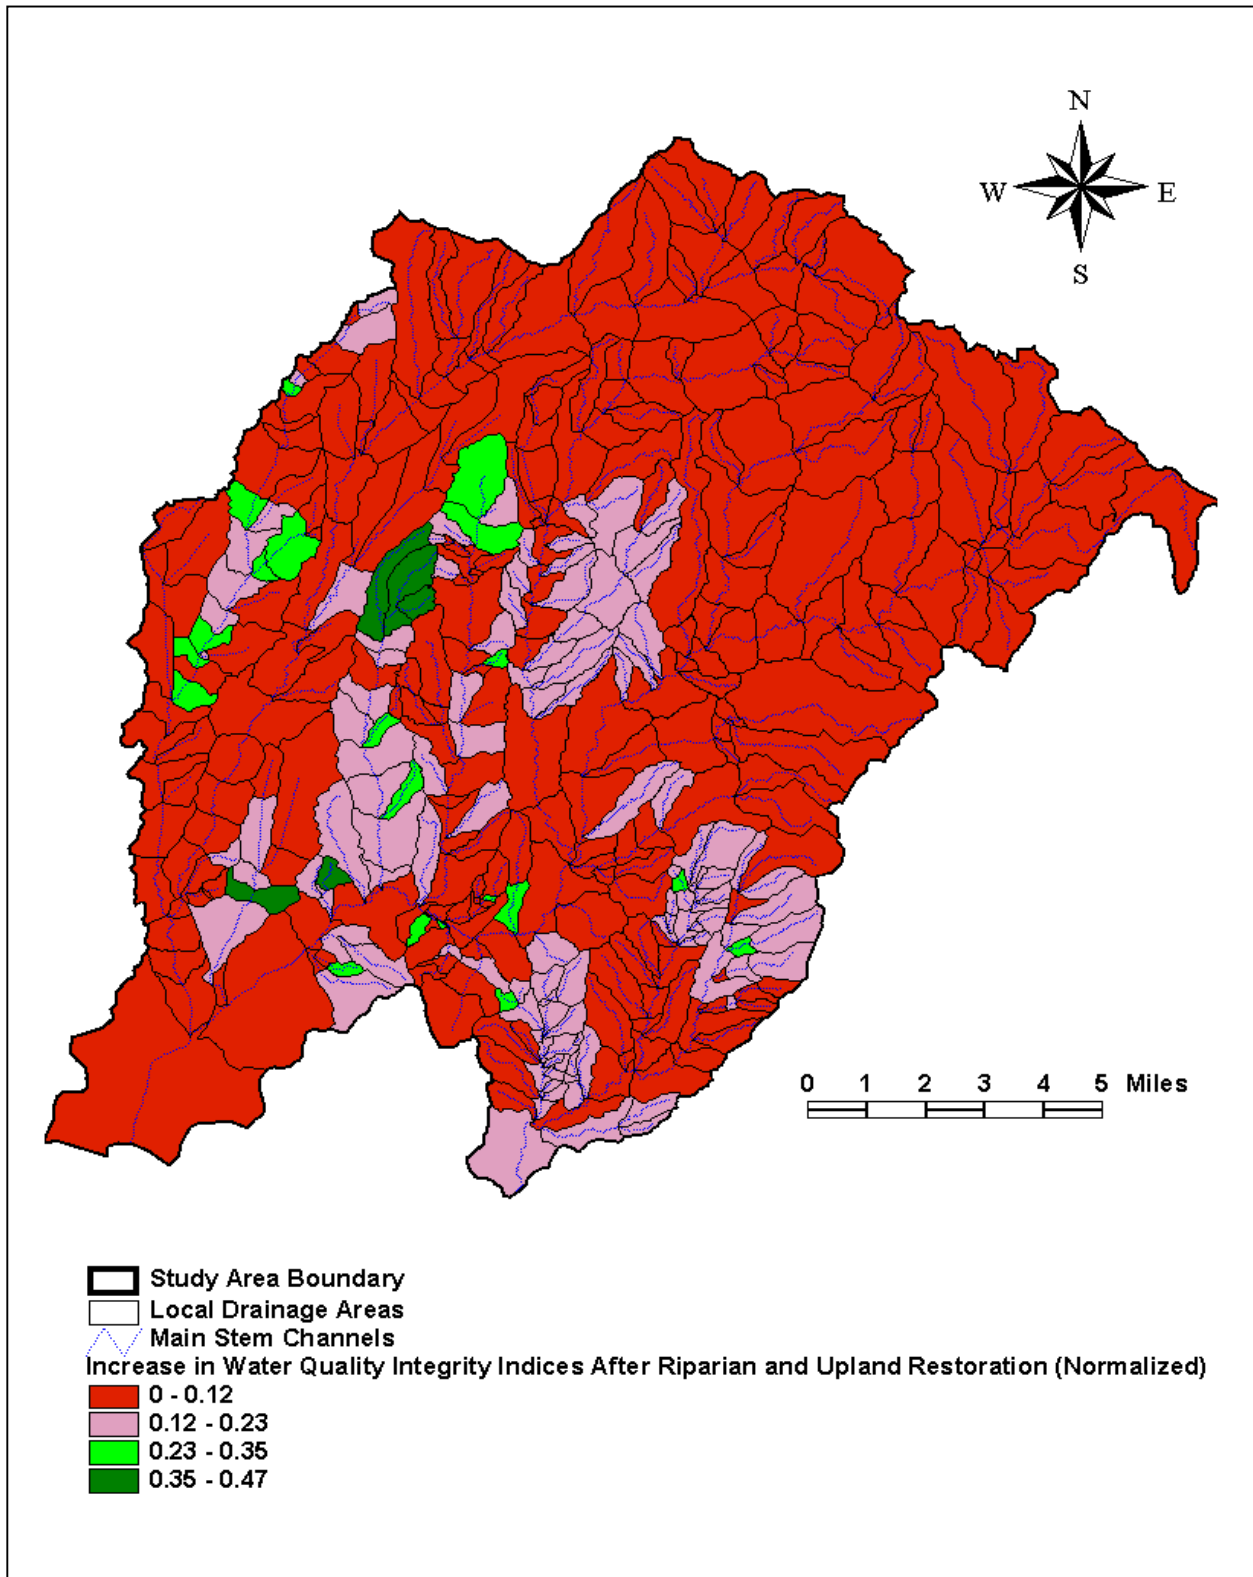 N
W E
S
0 1 2 3 4 5 Miles
Study Area Boundary
Local Drainage Areas
Main Stem Channels
Increase in Water Quality Integrity Indices After Riparian and Upland Restoration (Normalized)
0 - 0.12
0.12 - 0.23
0.23 - 0.35
0.35 - 0.47